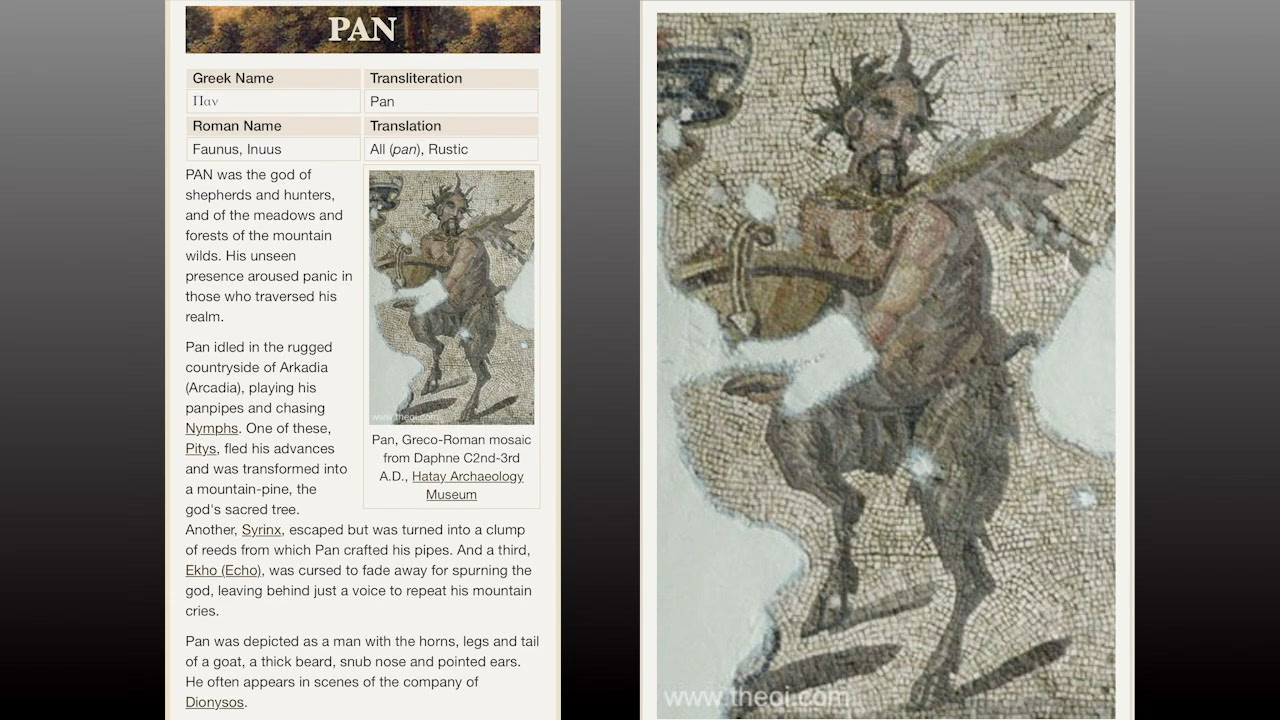 PAN
Greek Name
Transliteration
Παν
Pan
Roman Name
Translation
Faunus, Inuus
All (pan), Rustic
PAN was the god of
shepherds and hunters,
and of the meadows and
forests of the mountain
wilds. His unseen
presence aroused panic in
those who traversed his
realm.
Pan idled in the rugged
countryside of Arkadia
(Arcadia), playing his
panpipes and chasing
Nymphs. One of these,
Pitys, fled his advances
and was transformed into
a mountain-pine, the
god's sacred tree.
Another, Syrinx, escaped but was turned into a clump
of reeds from which Pan crafted his pipes. And a third,
Ekho (Echo), was cursed to fade away for spurning the
god, leaving behind just a voice to repeat his mountain
cries.
Pan was depicted as a man with the horns, legs and tail
of a goat, a thick beard, snub nose and pointed ears.
He often appears in scenes of the company of
Dionysos.
www.theoi.com
Pan, Greco-Roman mosaic
from Daphne C2nd-3rd
A.D., Hatay Archaeology
Museum
www.theoi.com